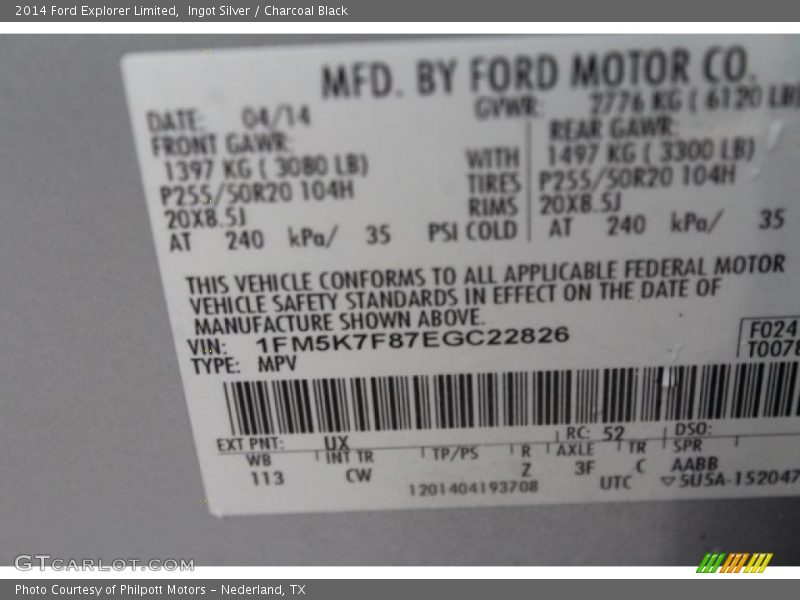 2014 Ford Explorer Limited, Ingot Silver / Charcoal Black
MFD. BY FORD MOTOR CO.
DATE: 04/14 GVWR: 2776 KG ( 6120 LB)
FRONT GAWR: REAR GAWR:
1397 KG ( 3080 LB) WITH 1497 KG ( 3300 LB)
P255/50R20 104H TIRES P255/50R20 104H
20X8.5J RIMS 20X8.5J
AT 240 kPa/ 35 PSI COLD AT 240 kPa/ 35
THIS VEHICLE CONFORMS TO ALL APPLICABLE FEDERAL MOTOR
VEHICLE SAFETY STANDARDS IN EFFECT ON THE DATE OF
MANUFACTURE SHOWN ABOVE.
VIN: 1FM5K7F87EGC22826 F024
TYPE: MPV T0078
EXT PNT: UX RC: 52 DSO:
WB INT TR TP/PS R AXLE TR SPR
113 CW Z 3F C AABB
1201404193708 UTC ▽5U5A-152047
GTCARLOT.COM
Photo Courtesy of Philpott Motors - Nederland, TX